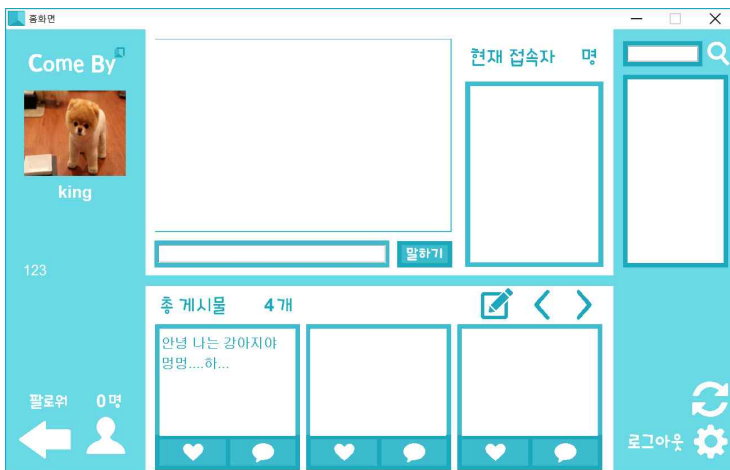 홈화면
Come By
king
123
팔로워 0명
현재 접속자 명
말하기
총 게시물 4개
안녕 나는 강아지야
멍멍....하...
로그아웃